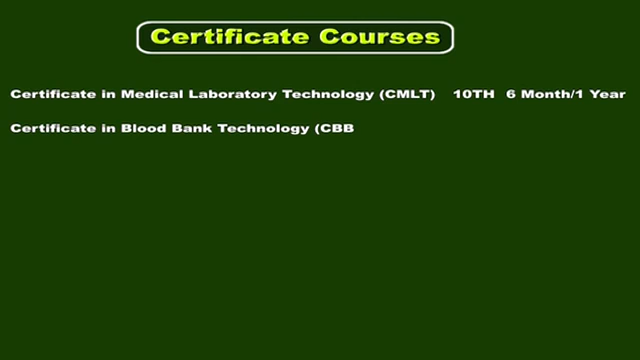 Certificate Courses
Certificate in Medical Laboratory Technology (CMLT) 10TH 6 Month/1 Year
Certificate in Blood Bank Technology (CBB